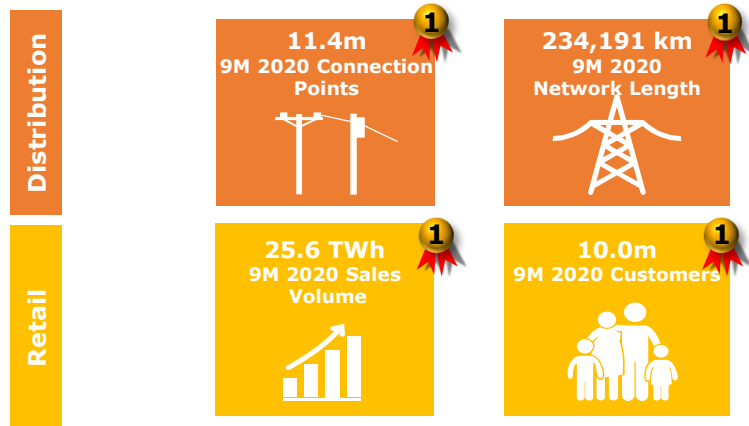 Distribution
1
11.4m
9M 2020 Connection
Points
1
234,191 km
9M 2020
Network Length
Retail
1
25.6 TWh
9M 2020 Sales
Volume
1
10.0m
9M 2020 Customers